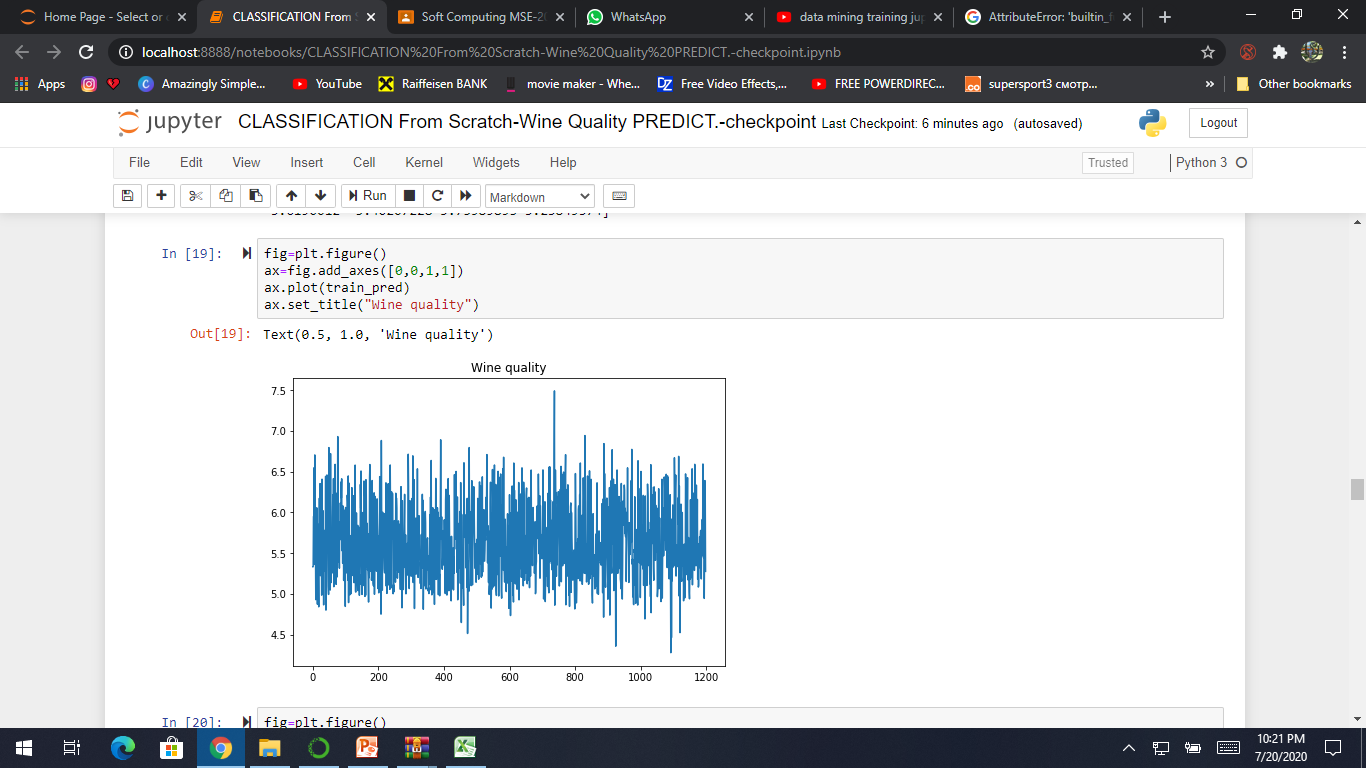 Home Page - Select or c
CLASSIFICATION From S
Soft Computing MSE-20
WhatsApp
data mining training jup
AttributeError: 'builtin_f
localhost:8888/notebooks/CLASSIFICATION%20From%20Scratch-Wine%20Quality%20PREDICT.-checkpoint.ipynb
Apps
Amazingly Simple...
YouTube
Raiffeisen BANK
movie maker - Whe...
Free Video Effects,...
FREE POWERDIREC...
supersport3 смотр...
»
Other bookmarks
jupyter CLASSIFICATION From Scratch-Wine Quality PREDICT.-checkpoint Last Checkpoint: 6 minutes ago (autosaved)
Logout
File Edit View Insert Cell Kernel Widgets Help
Trusted
Python 3
Run
Markdown
In [19]:
fig=plt.figure()
ax=fig.add_axes([0,0,1,1])
ax.plot(train_pred)
ax.set_title("Wine quality")
Out[19]: Text(0.5, 1.0, 'Wine quality')
Wine quality
7.5
7.0
6.5
6.0
5.5
5.0
4.5
0 200 400 600 800 1000 1200
In [20]:
fig=plt.figure()
10:21 PM
7/20/2020